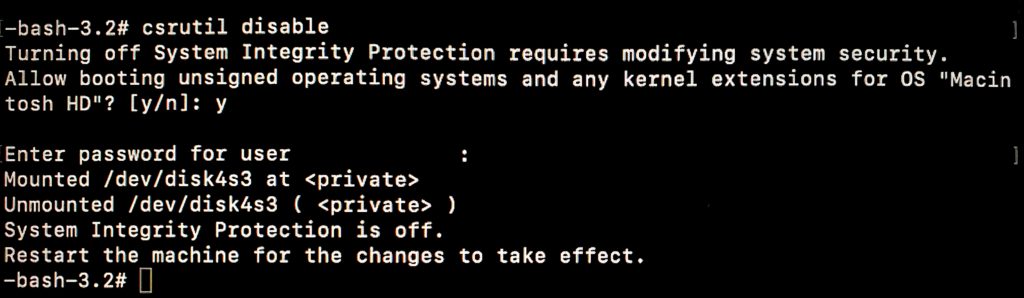 -bash-3.2# csrutil disable
Turning off System Integrity Protection requires modifying system security.
Allow booting unsigned operating systems and any kernel extensions for OS "Macin
tosh HD"? [y/n]: y
Enter password for user :
Mounted /dev/disk4s3 at <private>
Unmounted /dev/disk4s3 ( <private> )
System Integrity Protection is off.
Restart the machine for the changes to take effect.
-bash-3.2#